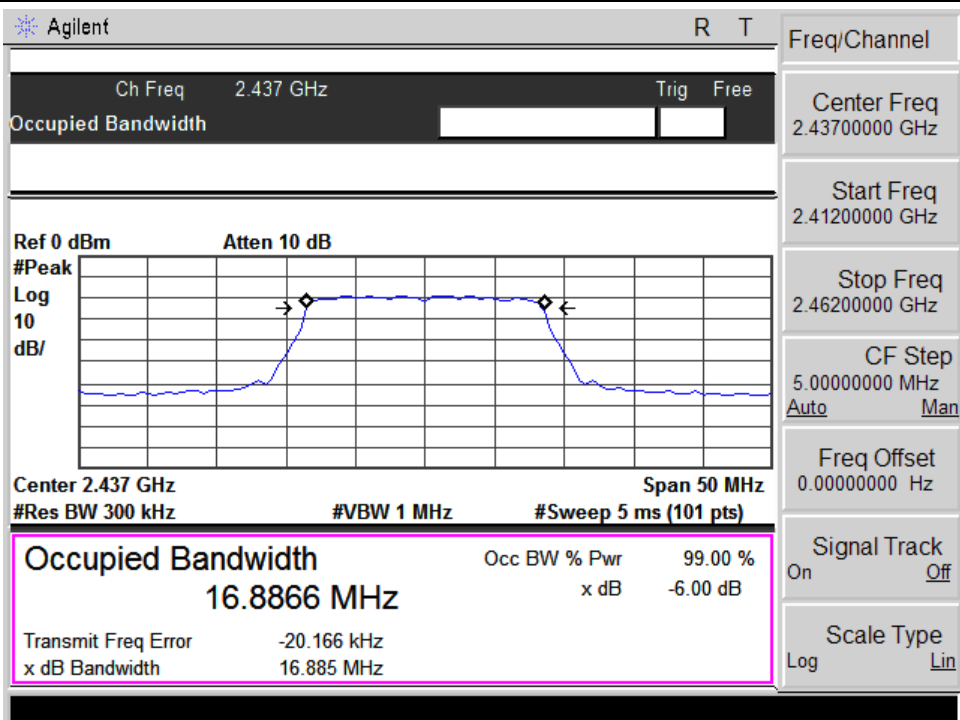 Agilent R T
Ch Freq 2.437 GHz Trig Free
Occupied Bandwidth
Ref 0 dBm Atten 10 dB
#Peak
Log
10
dB/
Center 2.437 GHz Span 50 MHz
#Res BW 300 kHz #VBW 1 MHz #Sweep 5 ms (101 pts)
Occupied Bandwidth Occ BW % Pwr 99.00 %
16.8866 MHz x dB -6.00 dB
Transmit Freq Error -20.166 kHz
x dB Bandwidth 16.885 MHz
Freq/Channel
Center Freq
2.43700000 GHz
Start Freq
2.41200000 GHz
Stop Freq
2.46200000 GHz
CF Step
5.00000000 MHz
Auto Man
Freq Offset
0.00000000 Hz
Signal Track
On Off
Scale Type
Log Lin